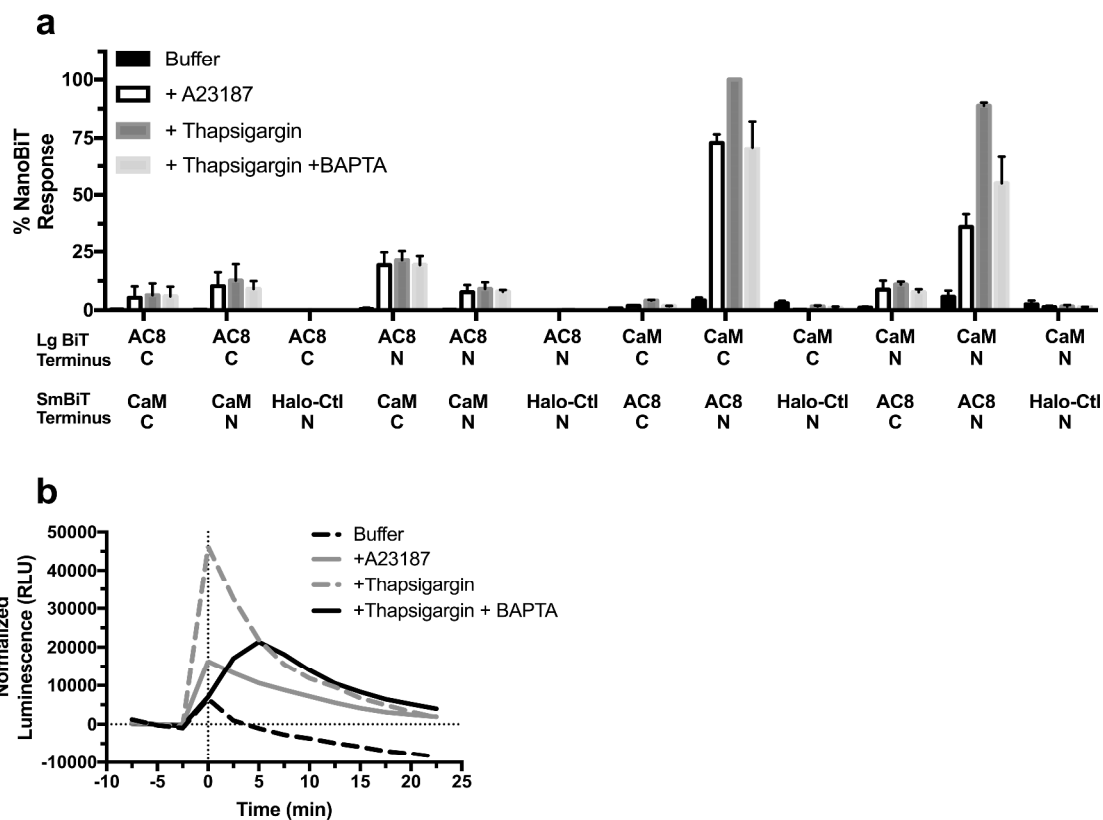 a
Buffer
+ A23187
+ Thapsigargin
+ Thapsigargin +BAPTA
% NanoBiT
Response
100
75
50
25
0
Lg BiT AC8 AC8 AC8 AC8 AC8 AC8 CaM CaM CaM CaM CaM CaM
Terminus C C C N N N C C C N N N
SmBiT CaM CaM Halo-Ctl CaM CaM Halo-Ctl AC8 AC8 Halo-Ctl AC8 AC8 Halo-Ctl
Terminus C N N C N N C N N C N N
b
Buffer
+A23187
+Thapsigargin
+Thapsigargin + BAPTA
Normalized
Luminescence (RLU)
50000
40000
30000
20000
10000
0
-10000
-10 -5 0 5 10 15 20 25
Time (min)